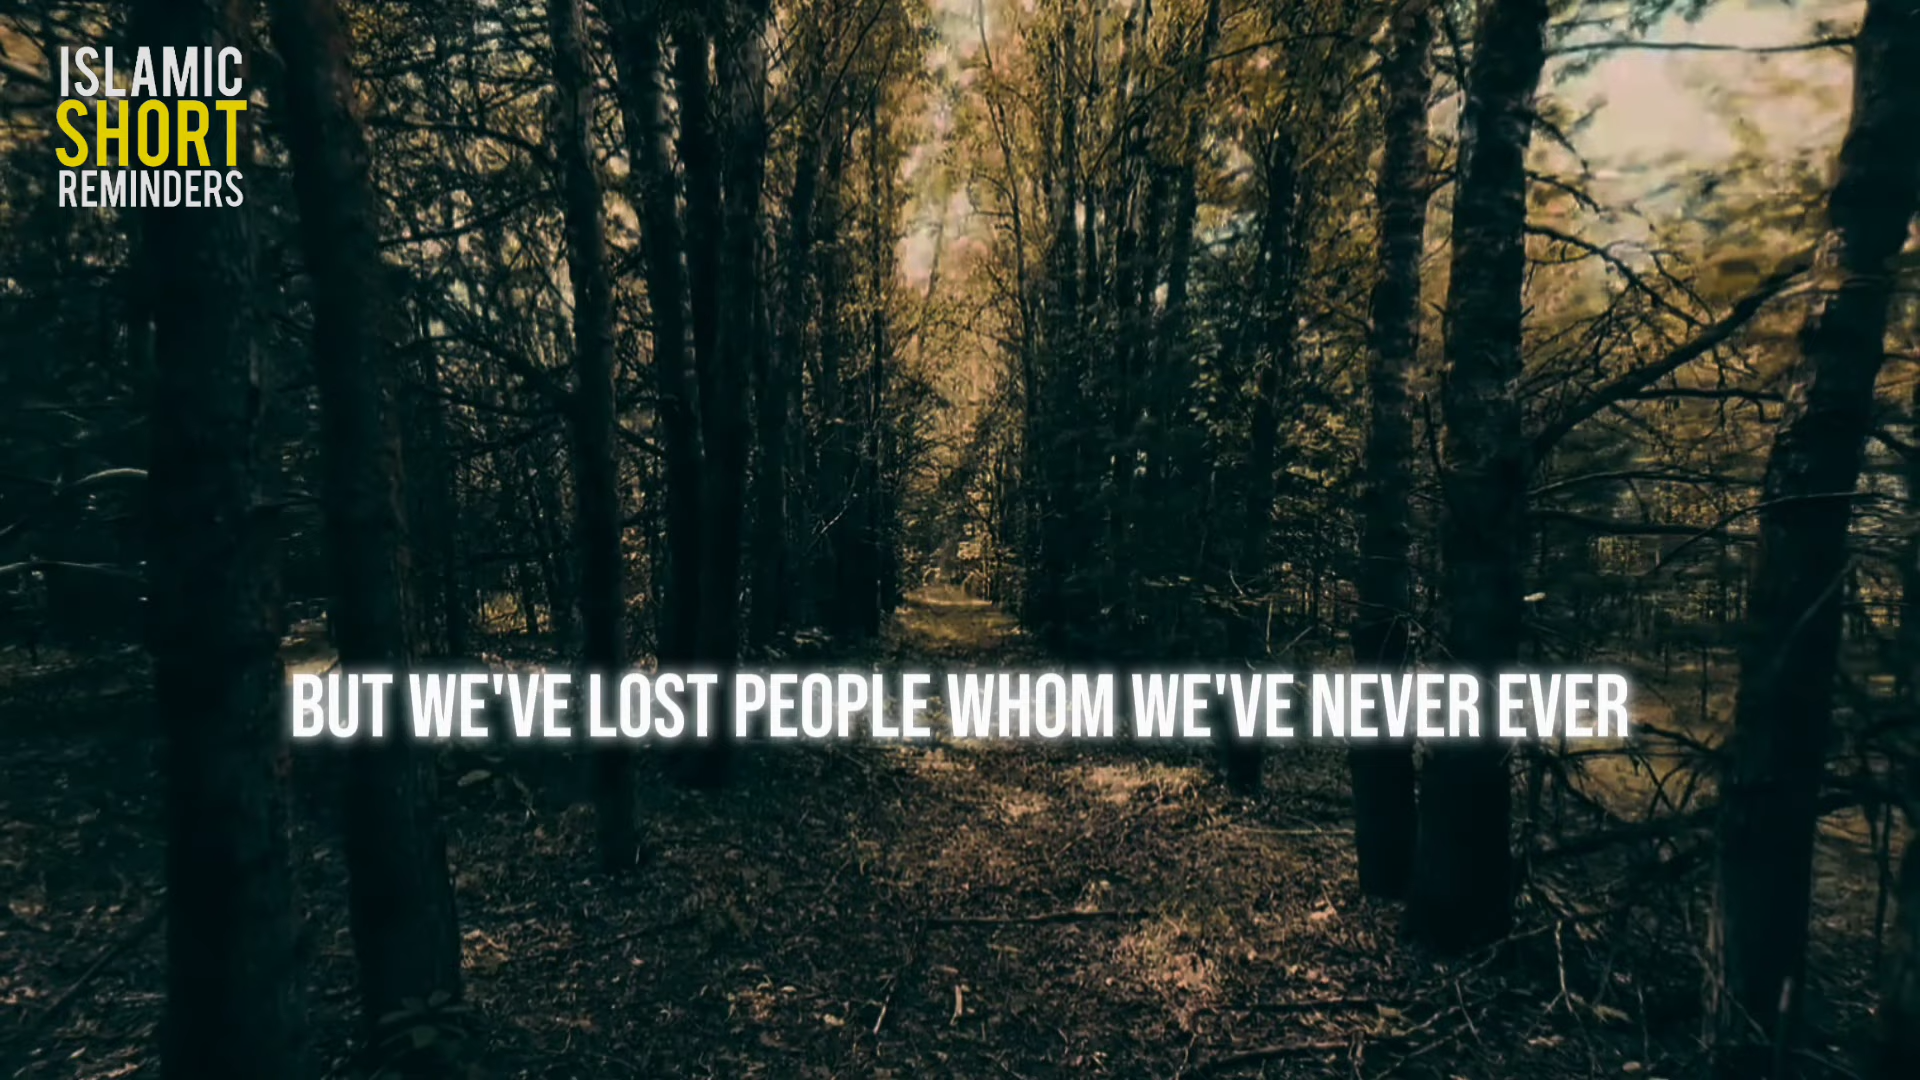 ISLAMIC
SHORT
REMINDERS
BUT WE'VE LOST PEOPLE WHOM WE'VE NEVER EVER